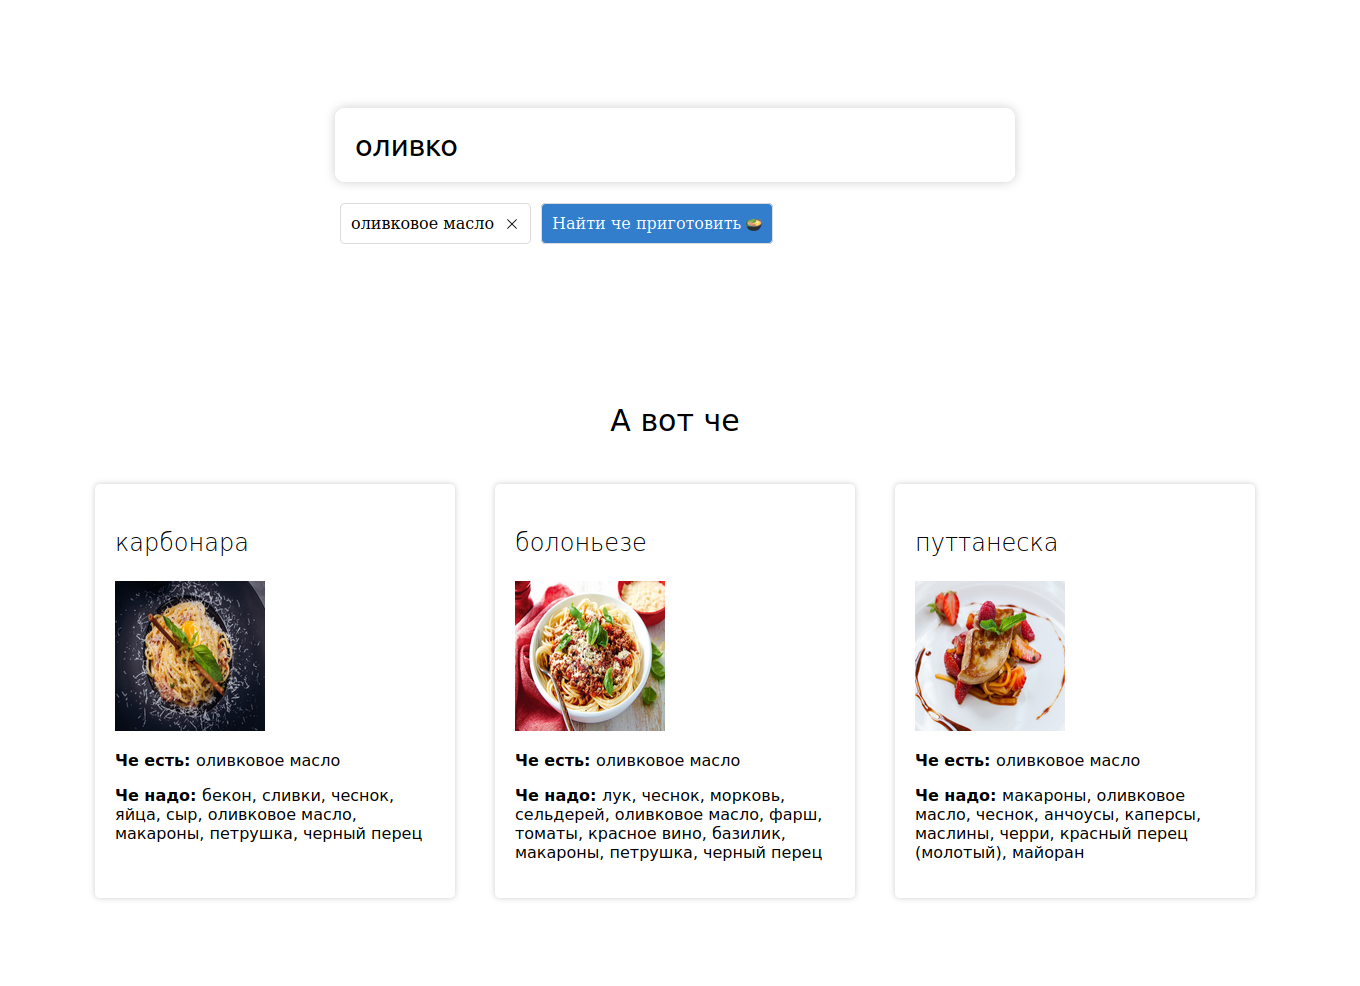 оливко
оливковое масло ×
Найти че приготовить 🍲
А вот че
карбонара
Че есть: оливковое масло
Че надо: бекон, сливки, чеснок,
яйца, сыр, оливковое масло,
макароны, петрушка, черный перец
болоньезе
Че есть: оливковое масло
Че надо: лук, чеснок, морковь,
сельдерей, оливковое масло, фарш,
томаты, красное вино, базилик,
макароны, петрушка, черный перец
путтанеска
Че есть: оливковое масло
Че надо: макароны, оливковое
масло, чеснок, анчоусы, каперсы,
маслины, черри, красный перец
(молотый), майоран